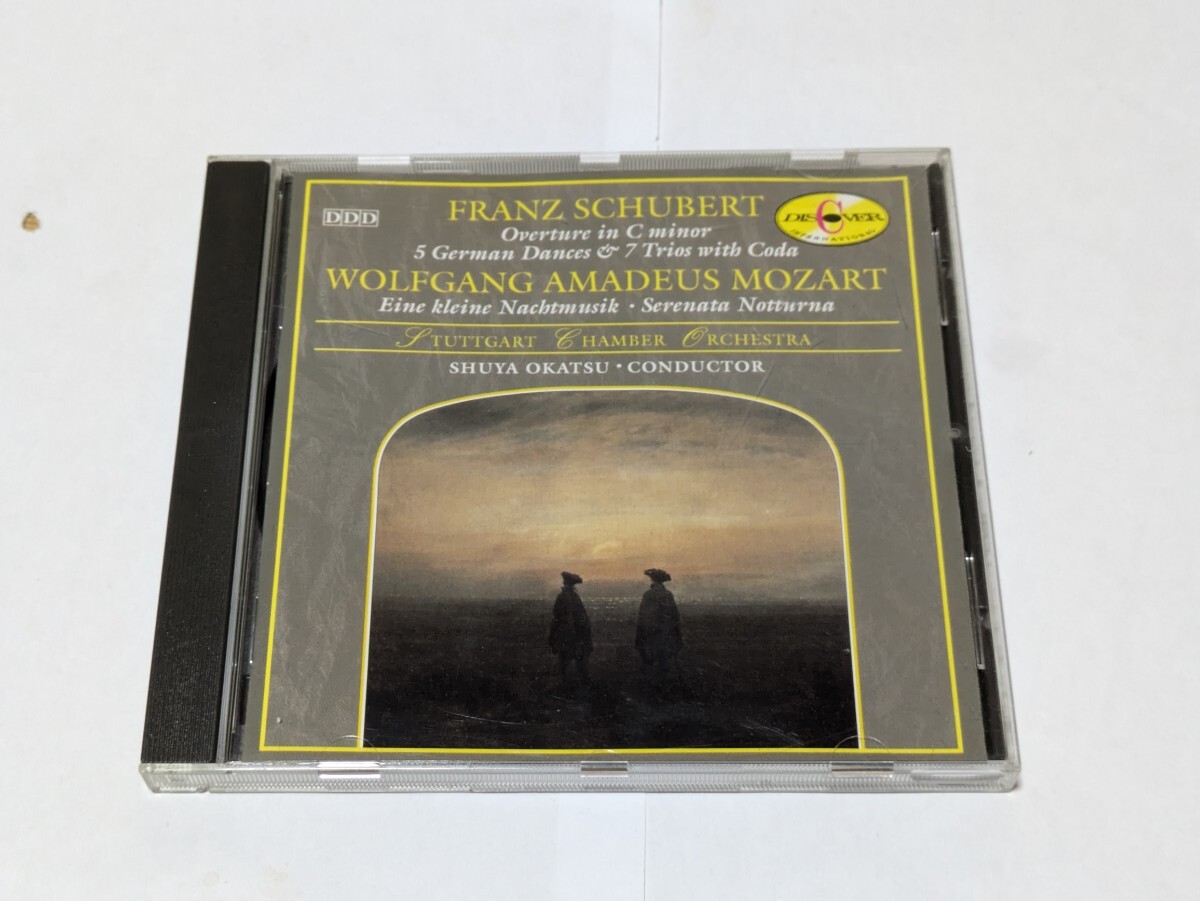 DDD
FRANZ SCHUBERT
DISCOVER
INTERNATIONAL
Overture in C minor
5 German Dances & 7 Trios with Coda
WOLFGANG AMADEUS MOZART
Eine kleine Nachtmusik · Serenata Notturna
STUTTGART CHAMBER ORCHESTRA
SHUYA OKATSU · CONDUCTOR